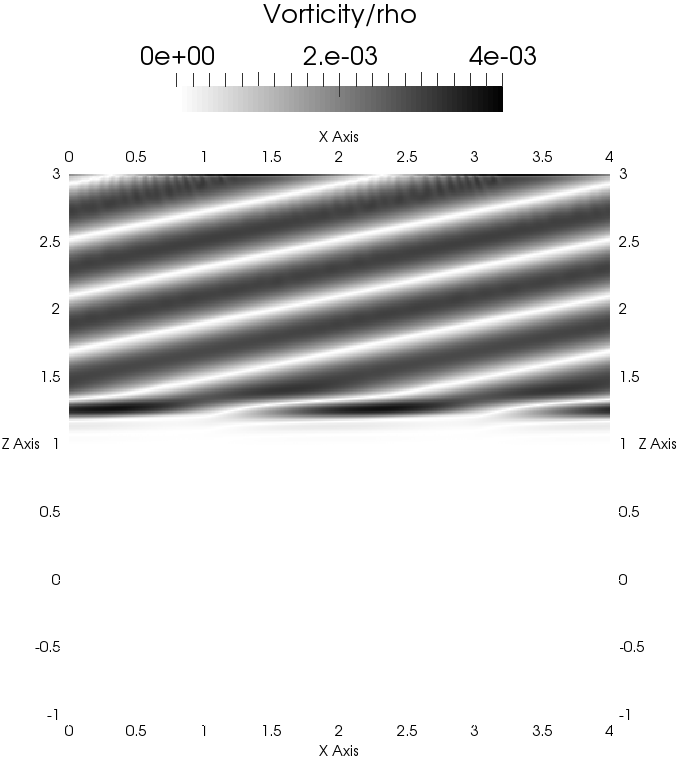 Vorticity/rho
0e+00 2.e-03 4e-03
X Axis
0 0.5 1 1.5 2 2.5 3 3.5 4
3 3
2.5 2.5
2 2
1.5 1.5
Z Axis 1 1 Z Axis
0.5 0.5
0 0
-0.5 -0.5
-1 -1
0 0.5 1 1.5 2 2.5 3 3.5 4
X Axis